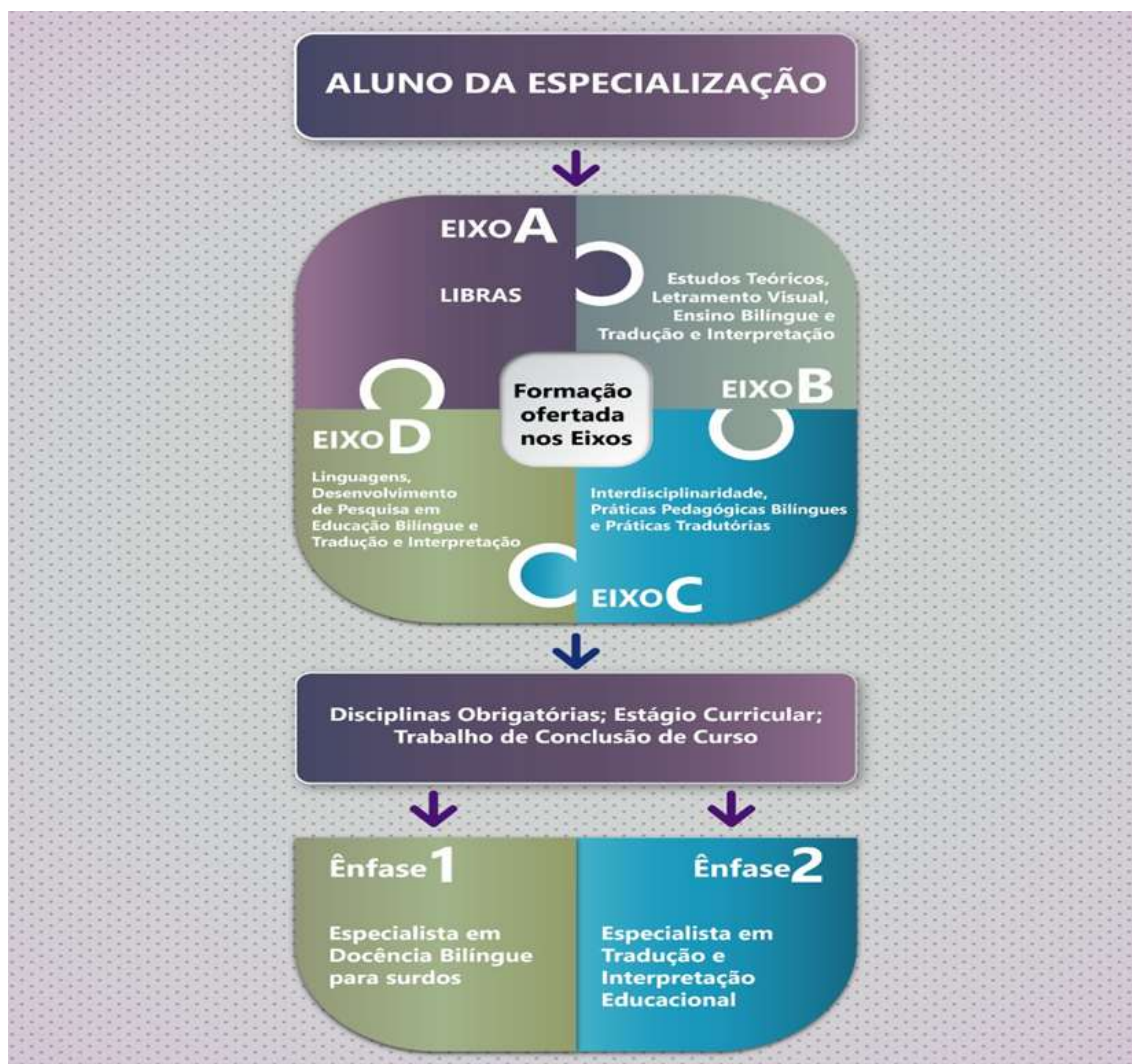 ALUNO DA ESPECIALIZAÇÃO
EIXO A
LIBRAS
Estudos Teóricos,
Letramento Visual,
Ensino Bilíngue e
Tradução e Interpretação
EIXO B
Formação
ofertada
nos Eixos
EIXO D
Linguagens,
Desenvolvimento
de Pesquisa em
Educação Bilíngue e
Tradução e Interpretação
Interdisciplinaridade,
Práticas Pedagógicas Bilíngues
e Práticas Tradutórias
EIXO C
Disciplinas Obrigatórias; Estágio Curricular;
Trabalho de Conclusão de Curso
Ênfase 1
Especialista em
Docência Bilíngue
para surdos
Ênfase 2
Especialista em
Tradução e
Interpretação
Educacional